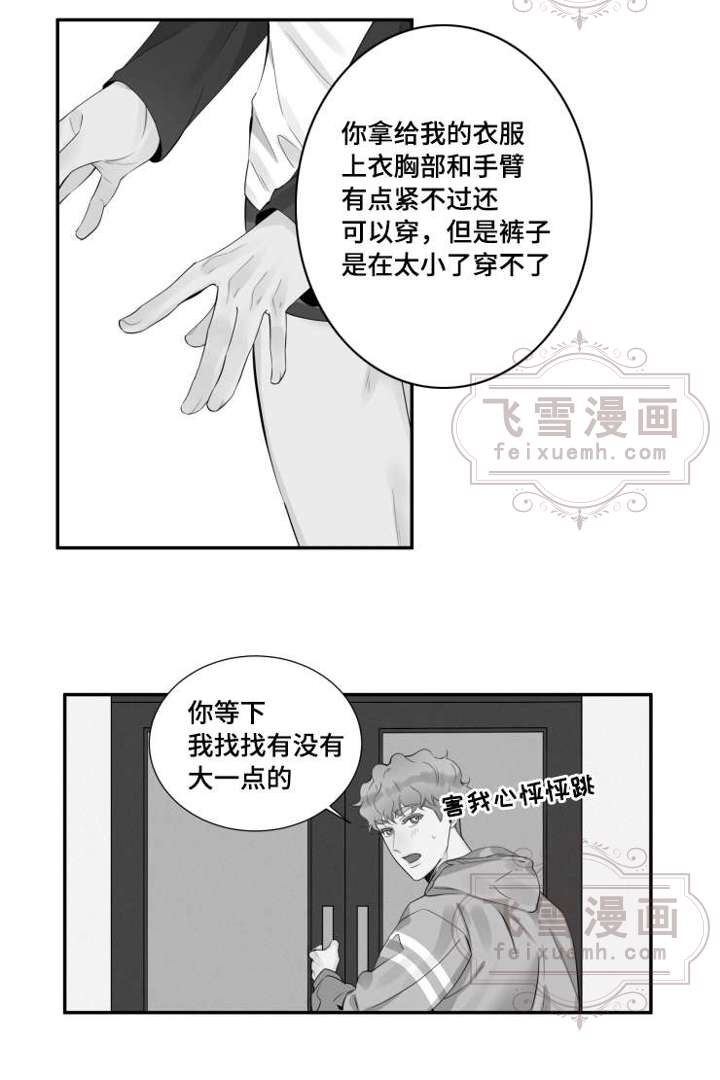 你拿给我的衣服
上衣胸部和手臂
有点紧不过还
可以穿，但是裤子
是在太小了穿不了
飞雪漫画
feixuemh.com
你等下
我找找有没有
大一点的
害我心怦怦跳
飞雪漫画
feixuemh.com